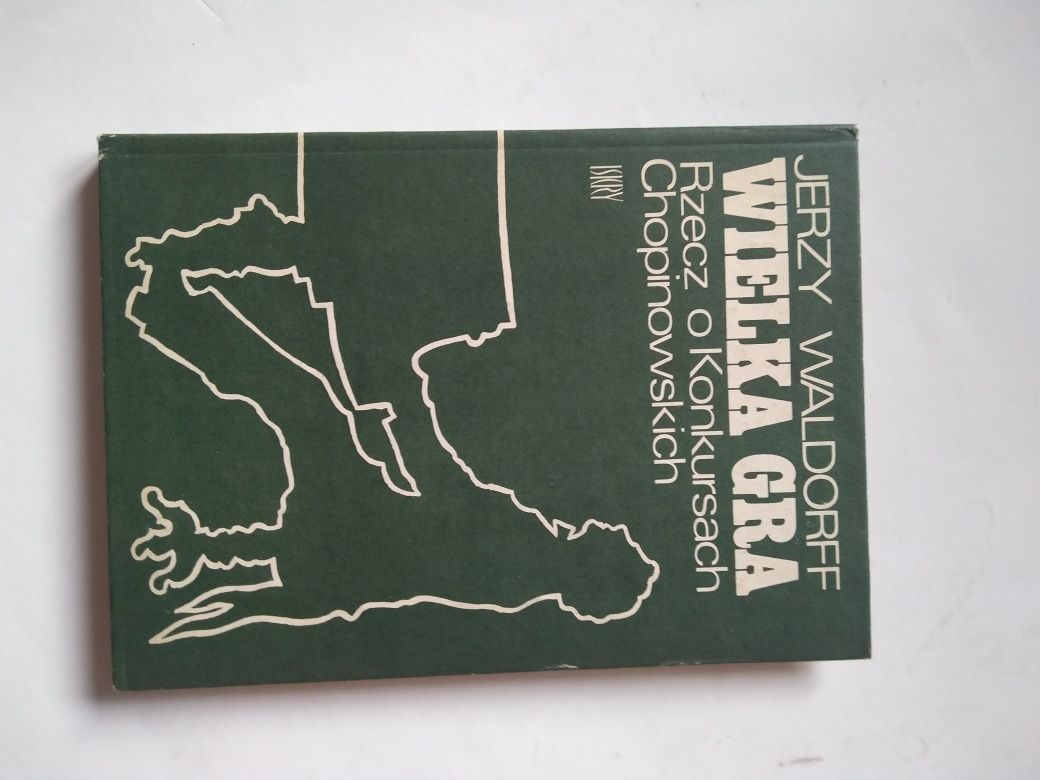 JERZY WALDORFF
WIELKA GRA
Rzecz o Konkursach
Chopinowskich
ISKRY